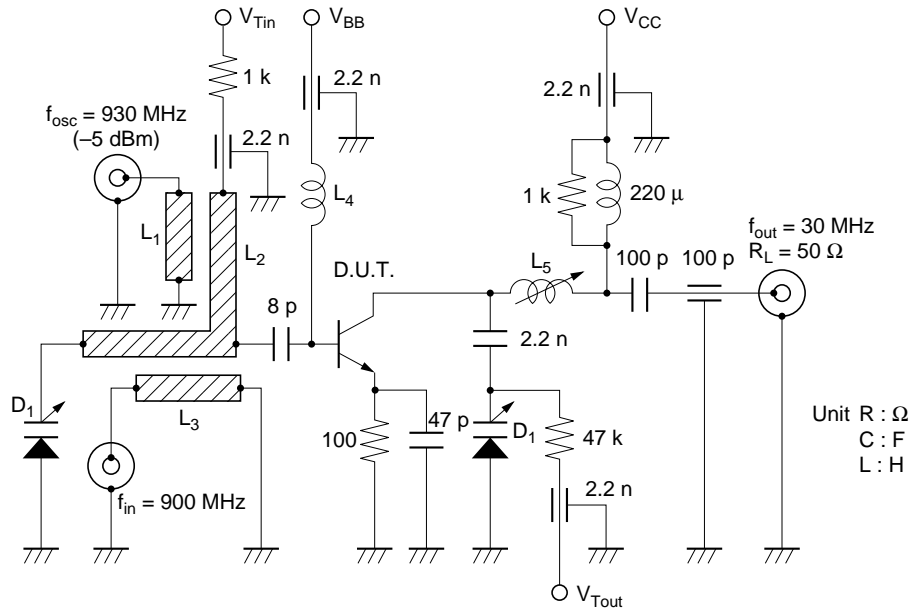 V_Tin
V_BB
V_CC
1 k
2.2 n
2.2 n
f_osc = 930 MHz
(–5 dBm)
2.2 n
L_4
1 k
220 μ
L_1
L_2
f_out = 30 MHz
R_L = 50 Ω
D.U.T.
L_5
100 p
100 p
8 p
2.2 n
D_1
L_3
100
47 p
D_1
47 k
Unit R : Ω
C : F
L : H
f_in = 900 MHz
2.2 n
V_Tout